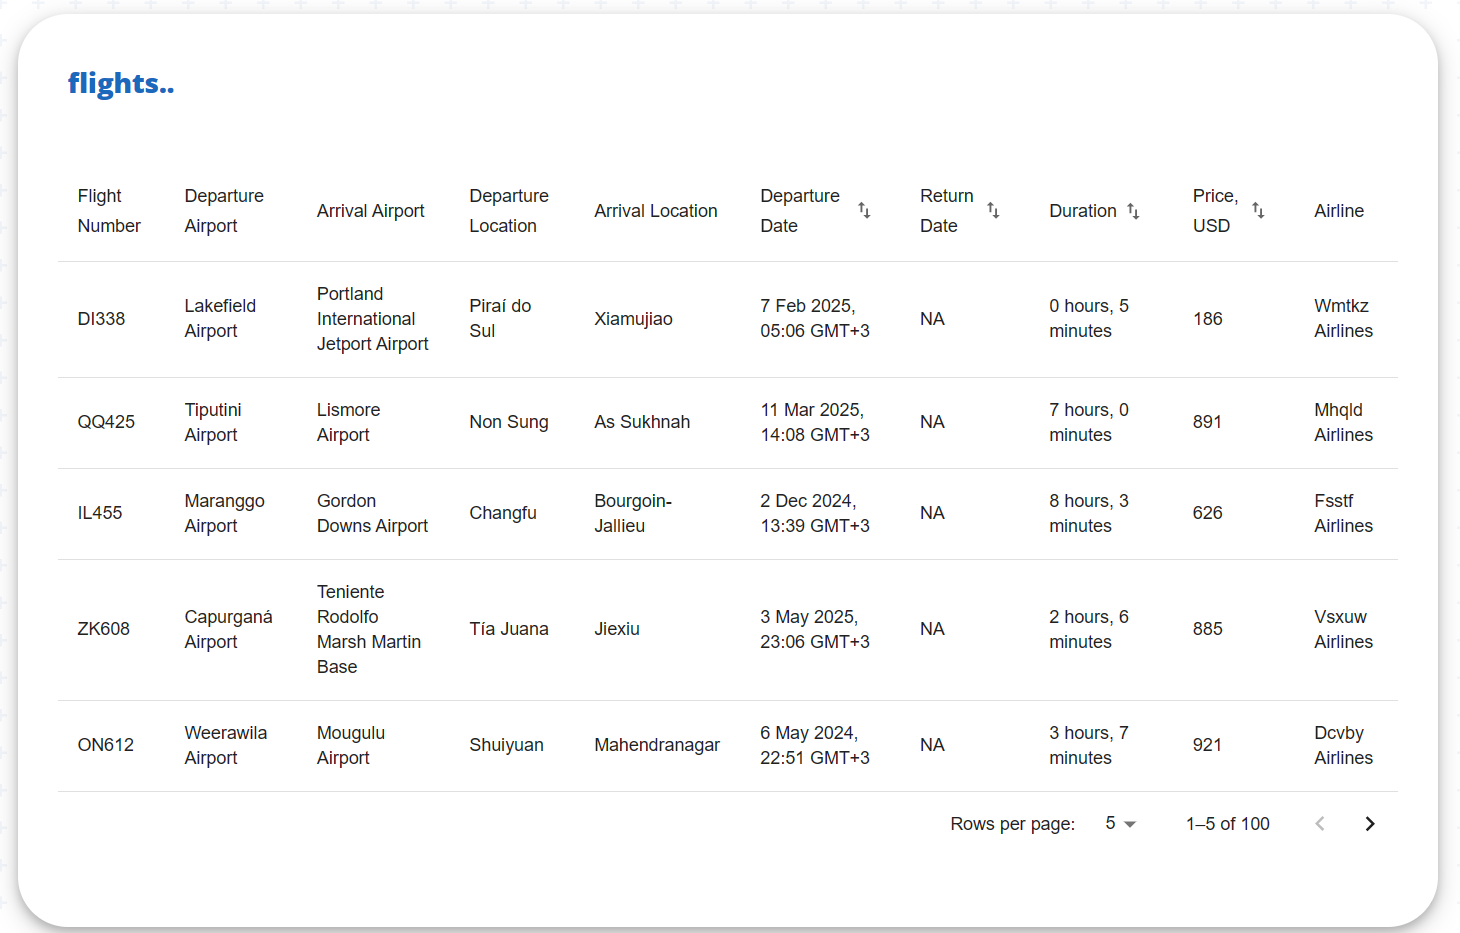 flights..
Flight Number Departure Airport Arrival Airport Departure Location Arrival Location Departure Date Return Date Duration Price, USD Airline
DI338 Lakefield Airport Portland International Jetport Airport Piraí do Sul Xiamujiao 7 Feb 2025, 05:06 GMT+3 NA 0 hours, 5 minutes 186 Wmtkz Airlines
QQ425 Tiputini Airport Lismore Airport Non Sung As Sukhnah 11 Mar 2025, 14:08 GMT+3 NA 7 hours, 0 minutes 891 Mhqld Airlines
IL455 Maranggo Airport Gordon Downs Airport Changfu Bourgoin-Jallieu 2 Dec 2024, 13:39 GMT+3 NA 8 hours, 3 minutes 626 Fsstf Airlines
ZK608 Capurganá Airport Teniente Rodolfo Marsh Martin Base Tía Juana Jiexiu 3 May 2025, 23:06 GMT+3 NA 2 hours, 6 minutes 885 Vsxuw Airlines
ON612 Weerawila Airport Mougulu Airport Shuiyuan Mahendranagar 6 May 2024, 22:51 GMT+3 NA 3 hours, 7 minutes 921 Dcvby Airlines
Rows per page: 5 1–5 of 100